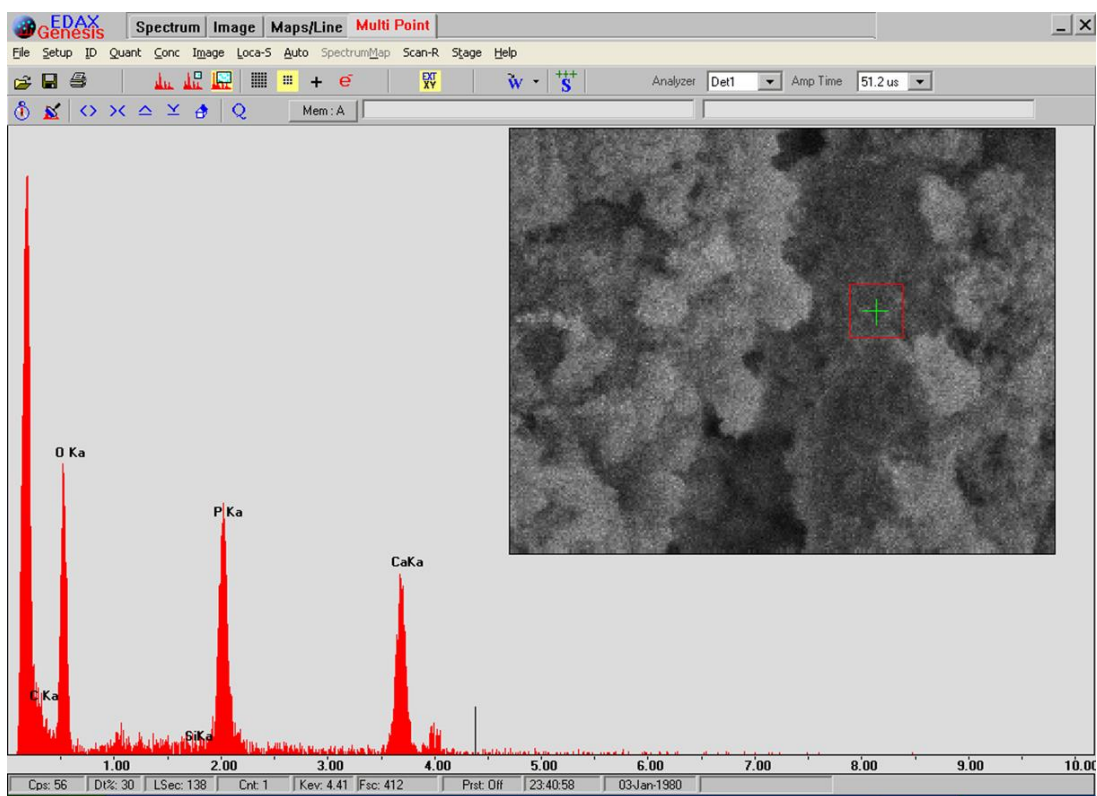 EDAX Genesis Spectrum Image Maps/Line Multi Point
File Setup ID Quant Conc Image Loca-S Auto SpectrumMap Scan-R Stage Help
+ e⁻ EXT XY W +++ S Analyzer Det1 Amp Time 51.2 us
<> >< Q Mem : A
O Ka
P Ka
CaKa
C Ka
SiKa
1.00 2.00 3.00 4.00 5.00 6.00 7.00 8.00 9.00 10.00
Cps: 56 Dt%: 30 LSec: 138 Cnt: 1 Kev: 4.41 Fsc: 412 Prst: Off 23:40:58 03-Jan-1980